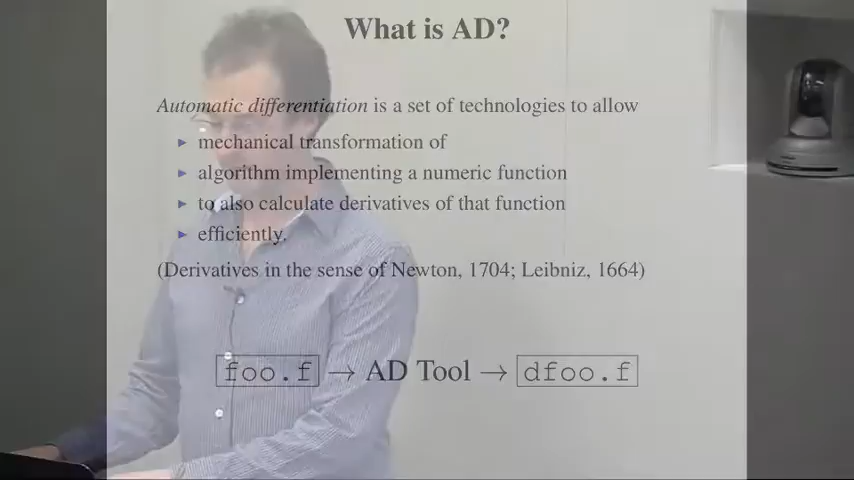 What is AD?
Automatic differentiation is a set of technologies to allow
▸ mechanical transformation of
▸ algorithm implementing a numeric function
▸ to also calculate derivatives of that function
▸ efficiently.
(Derivatives in the sense of Newton, 1704; Leibniz, 1664)
foo.f → AD Tool → dfoo.f